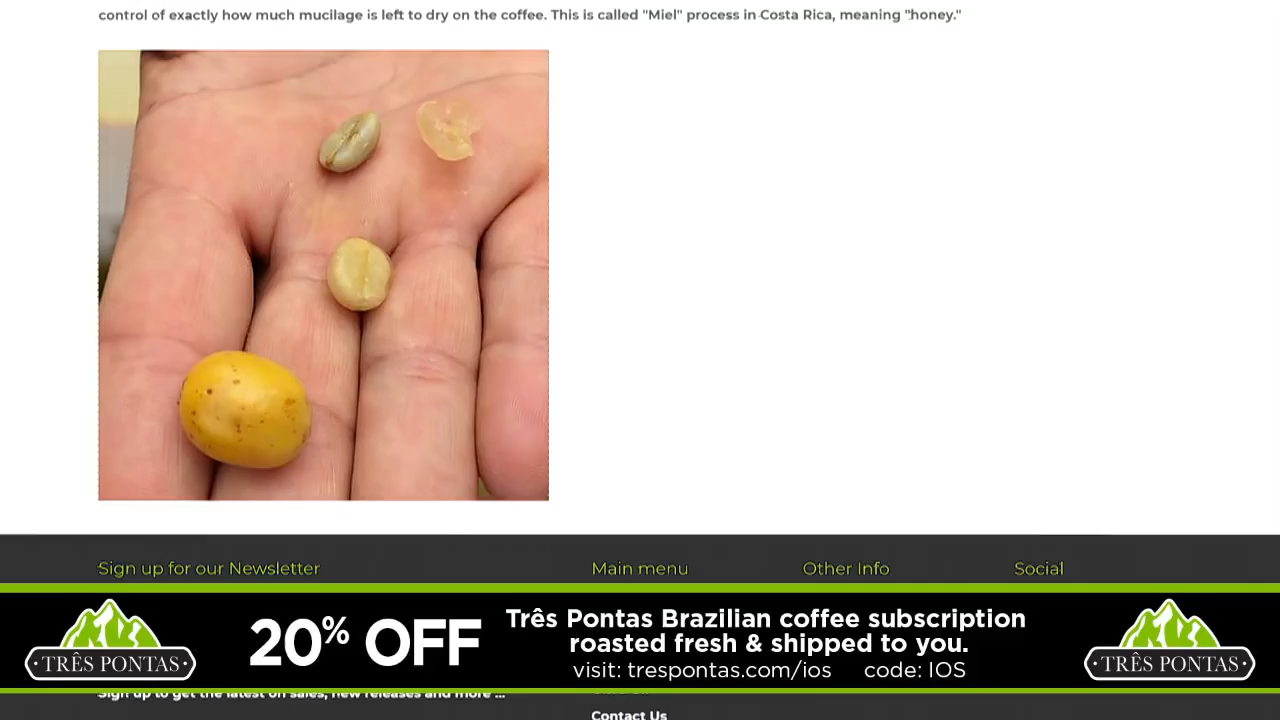 control of exactly how much mucilage is left to dry on the coffee. This is called "Miel" process in Costa Rica, meaning "honey."
Sign up for our Newsletter
Main menu
Other Info
Social
TRÊS PONTAS
20% OFF
Três Pontas Brazilian coffee subscription
roasted fresh & shipped to you.
visit: trespontas.com/ios code: IOS
TRÊS PONTAS
Sign up to get the latest on sales, new releases and more ...
Contact Us